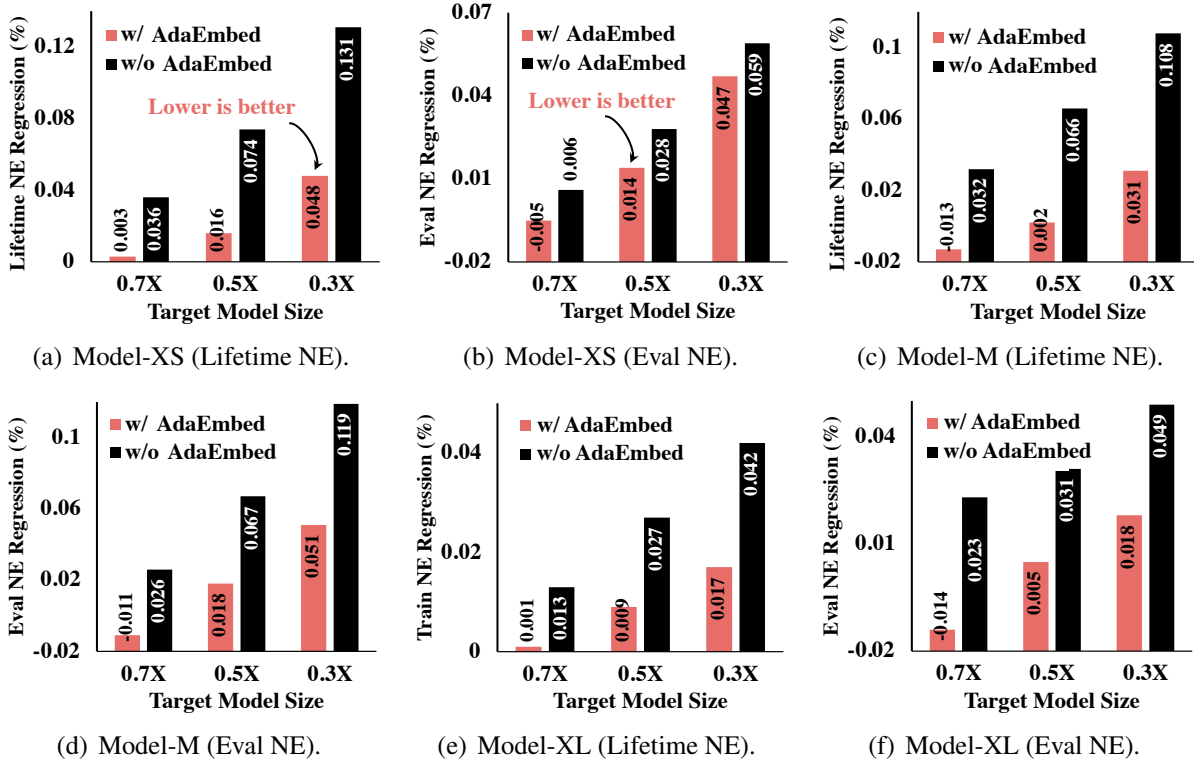 Lifetime NE Regression (%)
0.12
0.08
0.04
0
w/ AdaEmbed
w/o AdaEmbed
Lower is better
0.003
0.036
0.016
0.074
0.048
0.131
0.7X 0.5X 0.3X
Target Model Size
(a) Model-XS (Lifetime NE).
Eval NE Regression (%)
0.07
0.04
0.01
-0.02
w/ AdaEmbed
w/o AdaEmbed
Lower is better
-0.005
0.006
0.014
0.028
0.047
0.059
0.7X 0.5X 0.3X
Target Model Size
(b) Model-XS (Eval NE).
Lifetime NE Regression (%)
0.1
0.06
0.02
-0.02
w/ AdaEmbed
w/o AdaEmbed
-0.013
0.032
0.002
0.066
0.031
0.108
0.7X 0.5X 0.3X
Target Model Size
(c) Model-M (Lifetime NE).
Eval NE Regression (%)
0.1
0.06
0.02
-0.02
w/ AdaEmbed
w/o AdaEmbed
-0.011
0.026
0.018
0.067
0.051
0.119
0.7X 0.5X 0.3X
Target Model Size
(d) Model-M (Eval NE).
Train NE Regression (%)
0.04
0.02
0
w/ AdaEmbed
w/o AdaEmbed
0.001
0.013
0.009
0.027
0.017
0.042
0.7X 0.5X 0.3X
Target Model Size
(e) Model-XL (Lifetime NE).
Eval NE Regression (%)
0.04
0.01
-0.02
w/ AdaEmbed
w/o AdaEmbed
-0.014
0.023
0.005
0.031
0.018
0.049
0.7X 0.5X 0.3X
Target Model Size
(f) Model-XL (Eval NE).